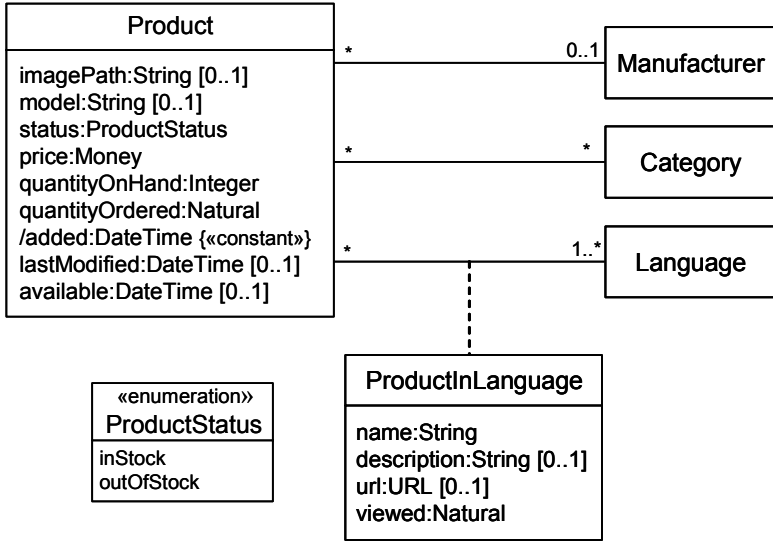 Product
imagePath:String [0..1]
model:String [0..1]
status:ProductStatus
price:Money
quantityOnHand:Integer
quantityOrdered:Natural
/added:DateTime {«constant»}
lastModified:DateTime [0..1]
available:DateTime [0..1]
* 0..1
Manufacturer
* *
Category
* 1..*
Language
ProductInLanguage
name:String
description:String [0..1]
url:URL [0..1]
viewed:Natural
«enumeration»
ProductStatus
inStock
outOfStock